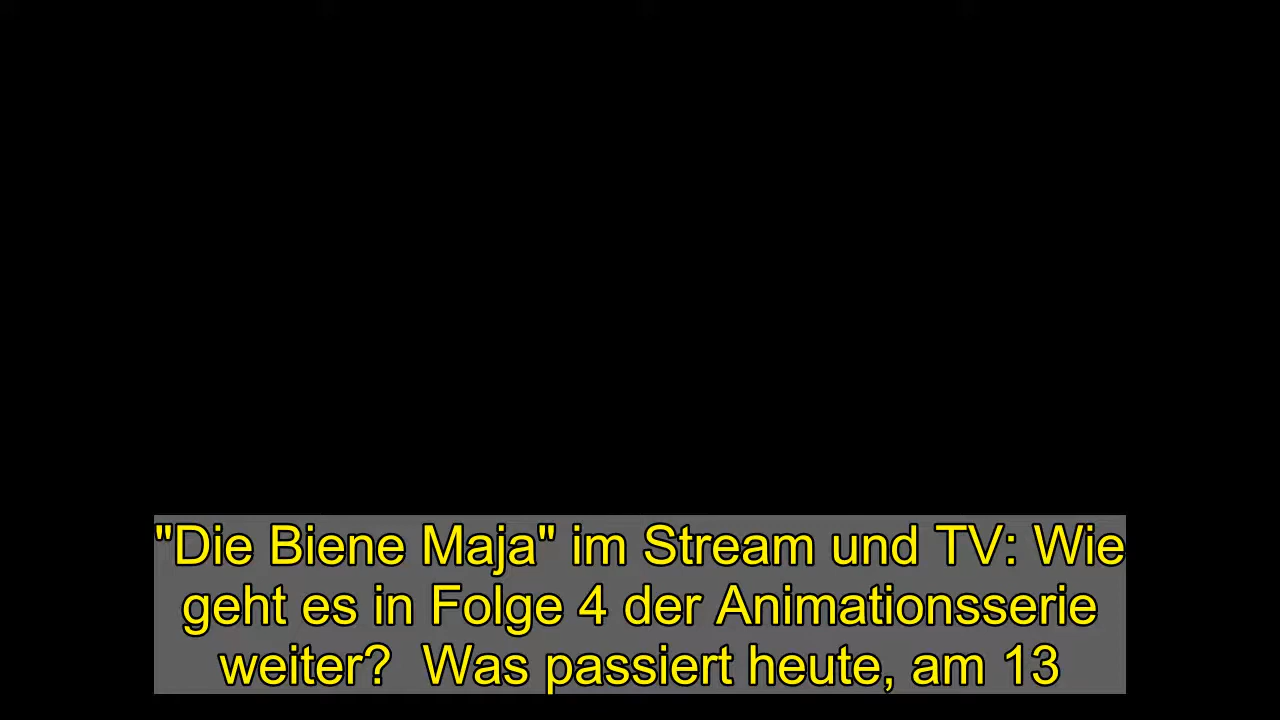 "Die Biene Maja" im Stream und TV: Wie
geht es in Folge 4 der Animationsserie
weiter?  Was passiert heute, am 13